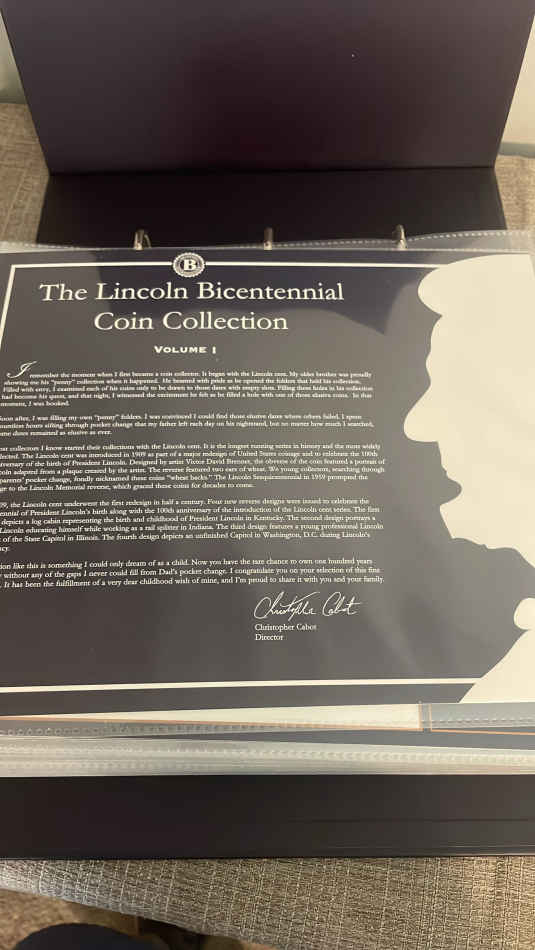 B
The Lincoln Bicentennial
Coin Collection
VOLUME I
I remember the moment when I first became a coin collector. It began with the Lincoln cent. My older brother was proudly
showing me his "penny" collection when it happened. He beamed with pride as he opened the folders that held his collection.
Filled with envy, I examined each of his coins only to be drawn to those dates with empty slots. Filling these holes in his collection
had become his quest, and that night, I witnessed the excitement he felt as he filled a hole with one of those elusive coins. In that
moment, I was hooked.
Soon after, I was filling my own "penny" folders. I was convinced I could find those elusive dates where others failed. I spent
countless hours sifting through pocket change that my father left each day on his nightstand, but no matter how much I searched,
some dates remained as elusive as ever.
collectors I know started their collections with the Lincoln cent. It is the longest running series in history and the most widely
The Lincoln cent was introduced in 1909 as part of a major redesign of United States coinage and to celebrate the 100th
of the birth of President Lincoln. Designed by artist Victor David Brenner, the obverse of the coin featured a portrait of
adapted from a plaque created by the artist. The reverse featured two ears of wheat. We young collectors, searching through
pocket change, fondly nicknamed these coins "wheat backs." The Lincoln Sesquicentennial in 1959 prompted the
to the Lincoln Memorial reverse, which graced these coins for decades to come.
the Lincoln cent underwent the first redesign in half a century. Four new reverse designs were issued to celebrate the
of President Lincoln's birth along with the 100th anniversary of the introduction of the Lincoln cent series. The first
depicts a log cabin representing the birth and childhood of President Lincoln in Kentucky. The second design portrays a
Lincoln educating himself while working as a rail splitter in Indiana. The third design features a young professional Lincoln
of the State Capitol in Illinois. The fourth design depicts an unfinished Capitol in Washington, D.C. during Lincoln's
like this is something I could only dream of as a child. Now you have the rare chance to own one hundred years
without any of the gaps I never could fill from Dad's pocket change. I congratulate you on your selection of this fine
It has been the fulfillment of a very dear childhood wish of mine, and I'm proud to share it with you and your family.
Christopher Cabot
Christopher Cabot
Director